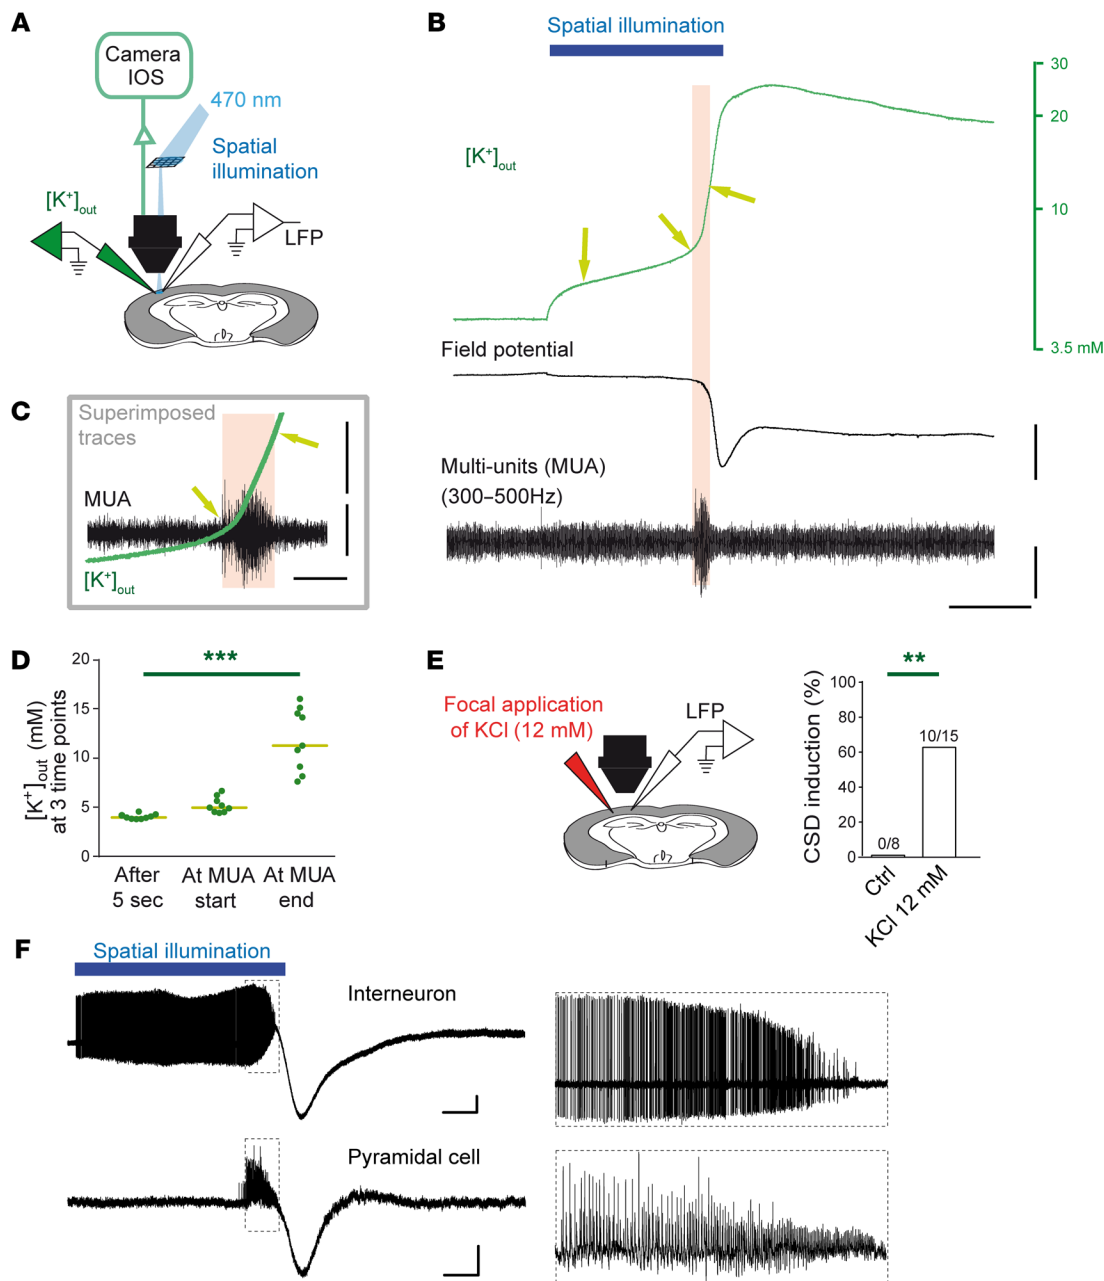 A
Camera
IOS
470 nm
Spatial
illumination
[K⁺]out
LFP
B
Spatial illumination
[K⁺]out
30
20
10
3.5 mM
Field potential
Multi-units (MUA)
(300–500Hz)
C
Superimposed
traces
MUA
[K⁺]out
D
***
[K⁺]out (mM)
at 3 time points
20
15
10
5
0
After
5 sec
At MUA
start
At MUA
end
E
Focal application
of KCl (12 mM)
LFP
**
CSD induction (%)
100
80
60
40
20
0
0/8
10/15
Ctrl
KCl 12 mM
F
Spatial illumination
Interneuron
Pyramidal cell